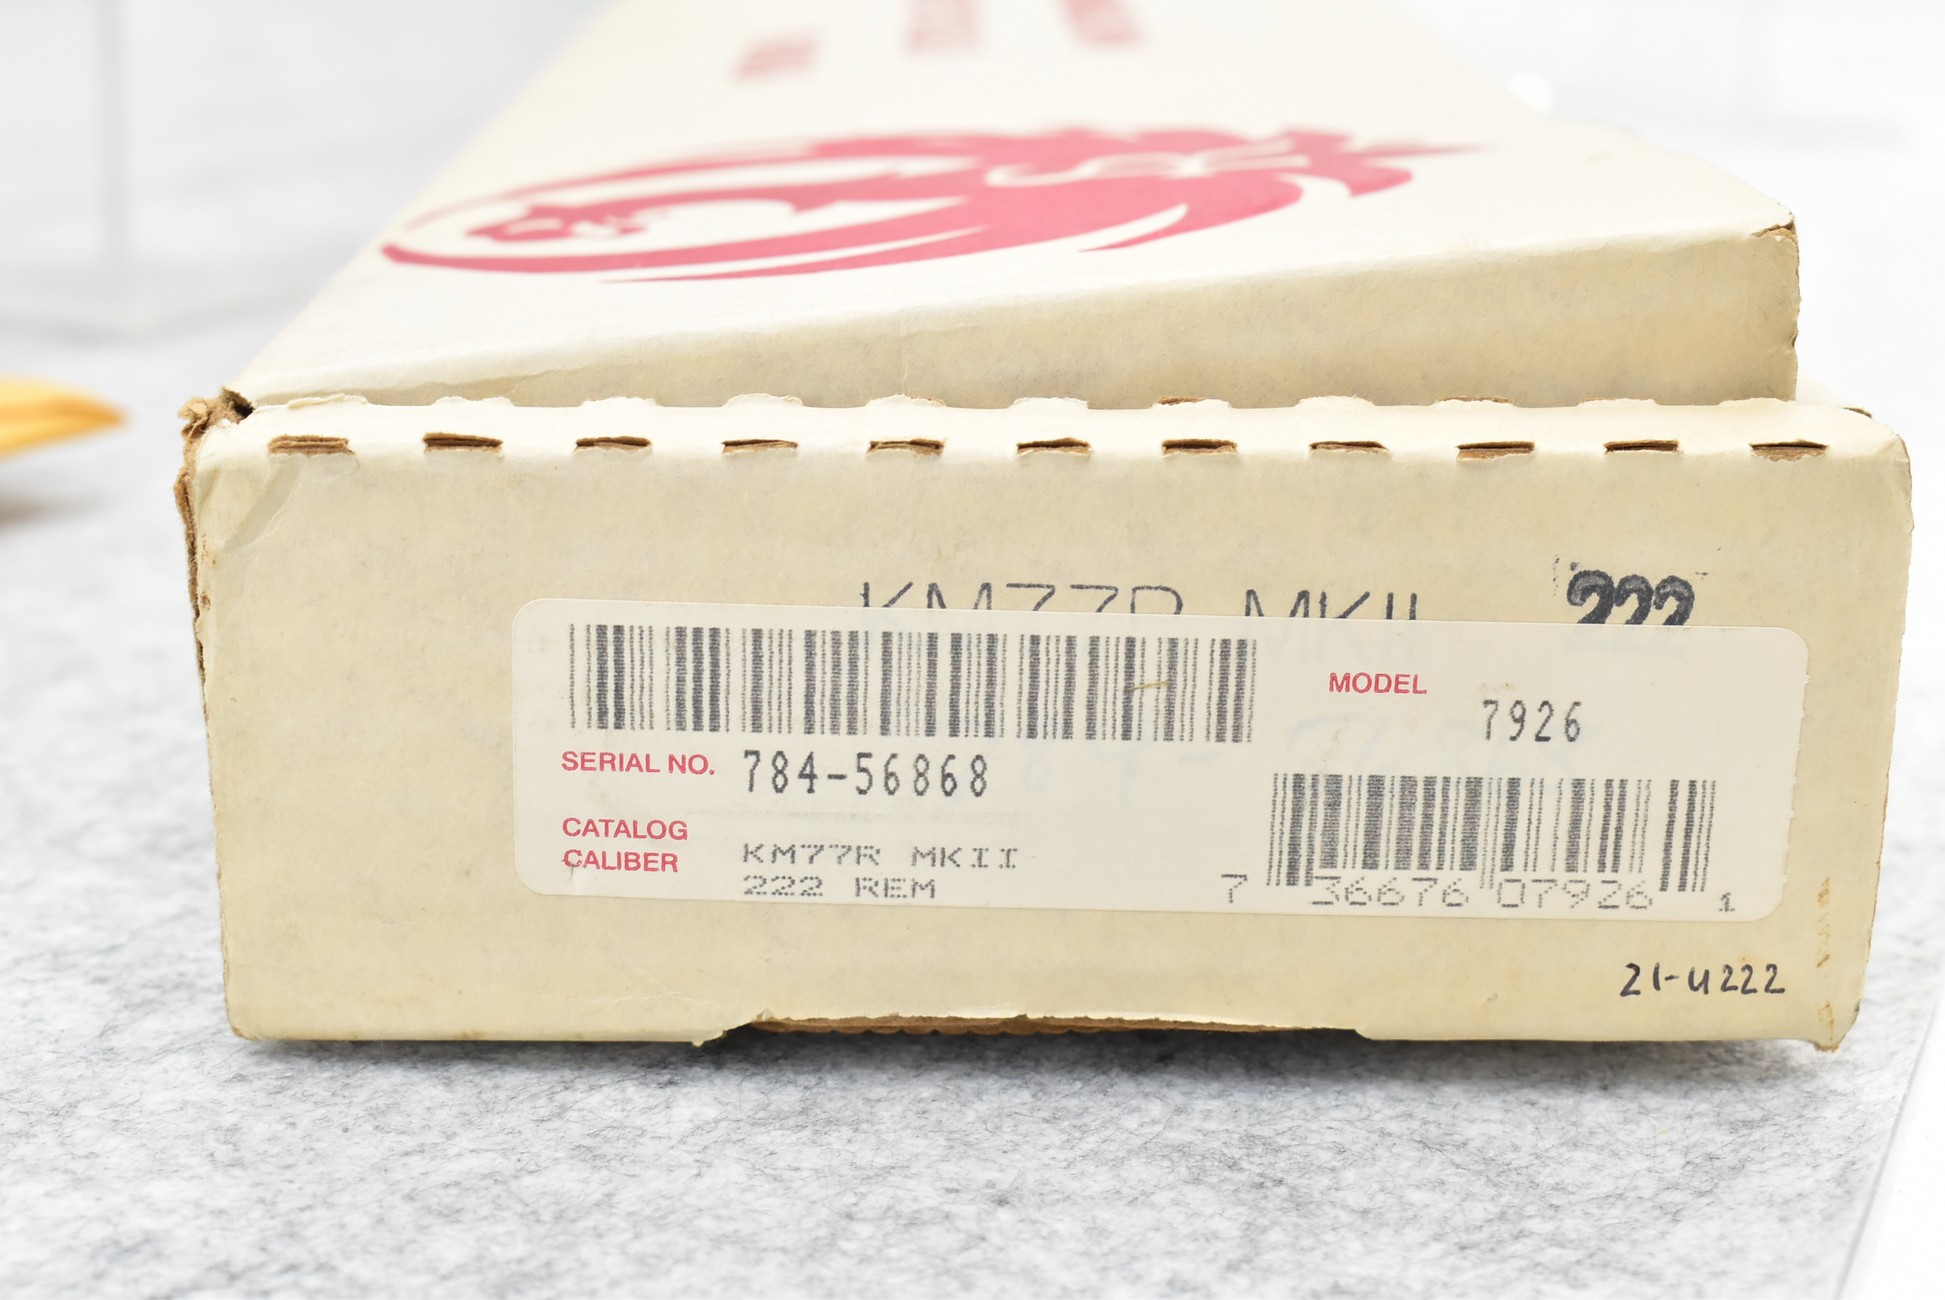 KM77R MKII 222
MODEL
7926
SERIAL NO. 784-56868
CATALOG KM77R MKII
CALIBER 222 REM
7 36676 07926 1
21-U222